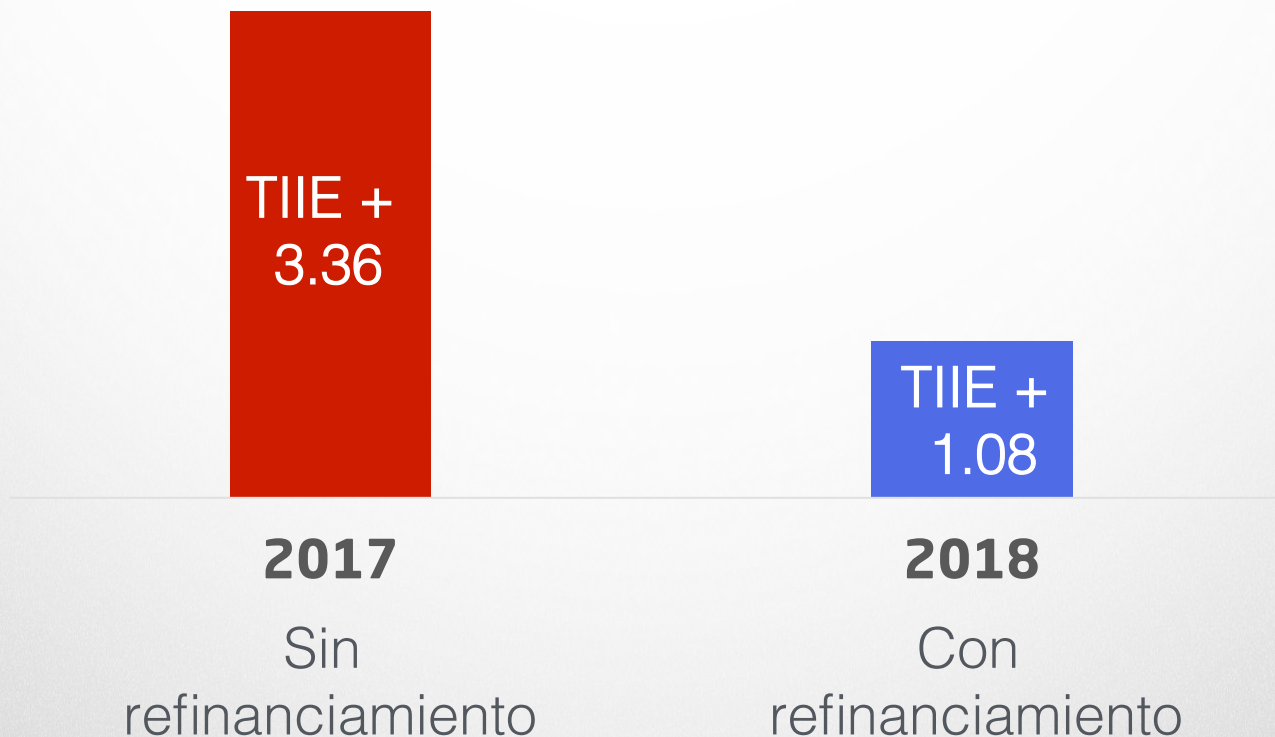 TIIE +
3.36
TIIE +
1.08
2017
2018
Sin
refinanciamiento
Con
refinanciamiento